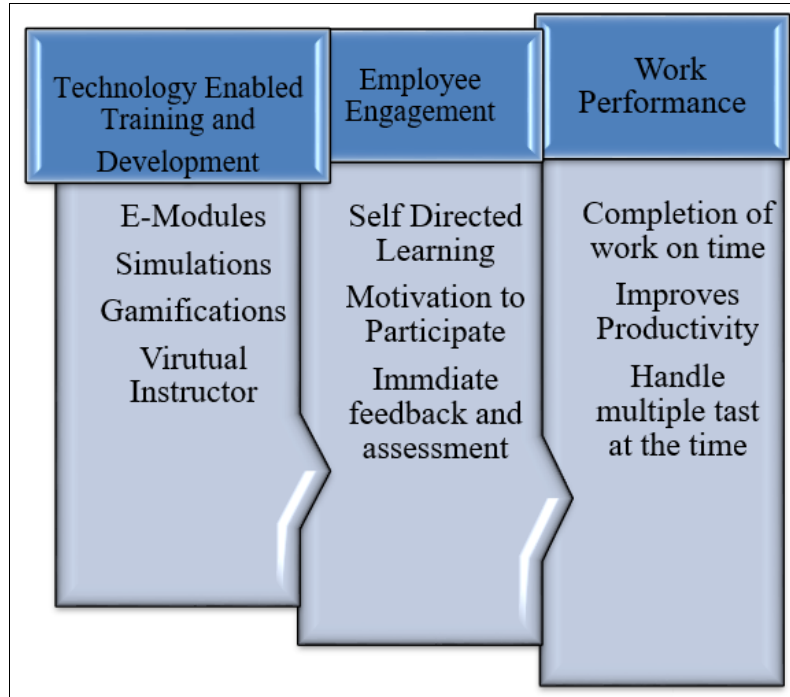 Technology Enabled
Training and
Development
E-Modules
Simulations
Gamifications
Virutual
Instructor
Employee
Engagement
Self Directed
Learning
Motivation to
Participate
Immdiate
feedback and
assessment
Work
Performance
Completion of
work on time
Improves
Productivity
Handle
multiple tast
at the time